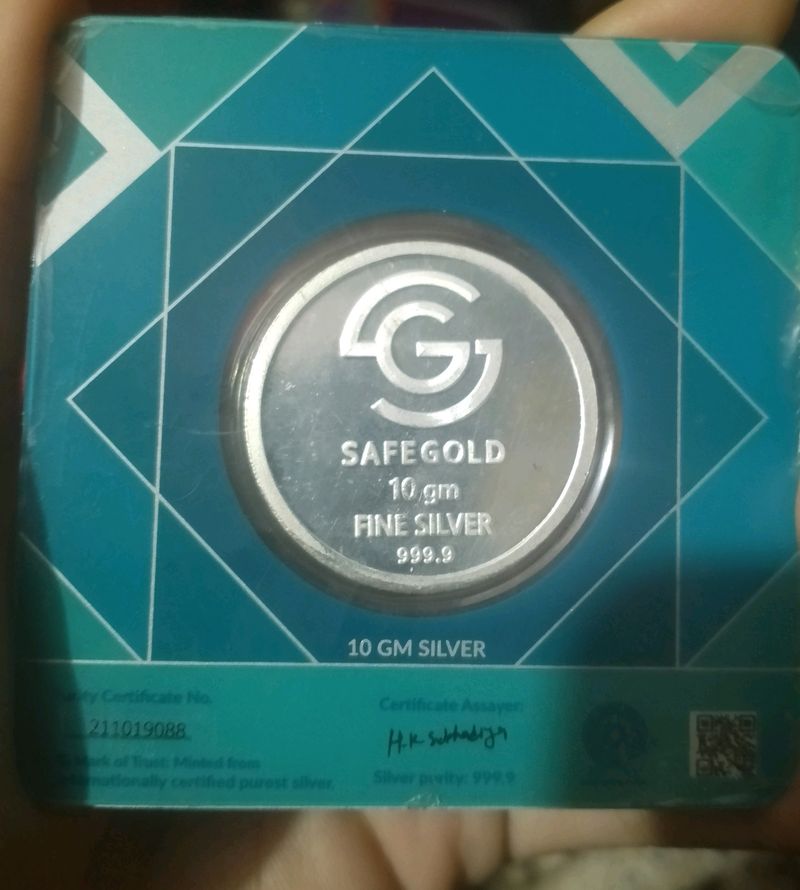 SAFEGOLD
10 gm
FINE SILVER
999.9
10 GM SILVER
Certificate No.
211019088
Mark of Trust: Minted from
internationally certified purest silver.
Certificate Assayer:
Silver purity: 999.9